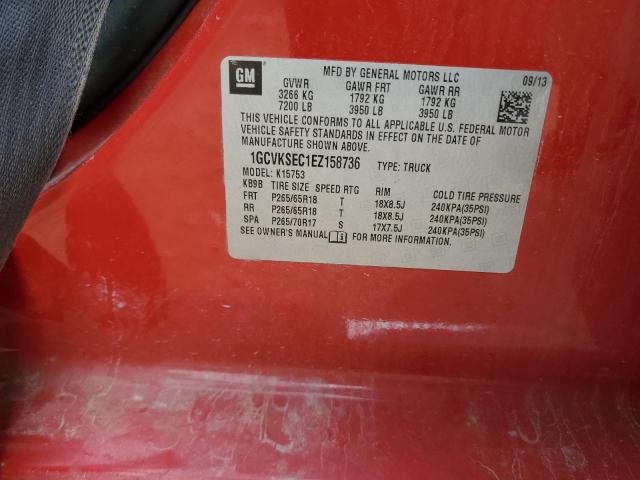 GM
MFD BY GENERAL MOTORS LLC 09/13
GVWR GAWR FRT GAWR RR
3266 KG 1792 KG 1792 KG
7200 LB 3950 LB 3950 LB
THIS VEHICLE CONFORMS TO ALL APPLICABLE U.S. FEDERAL MOTOR
VEHICLE SAFETY STANDARDS IN EFFECT ON THE DATE OF
MANUFACTURE SHOWN ABOVE.
1GCVKSEC1EZ158736 TYPE: TRUCK
MODEL: K15753
KB9B TIRE SIZE SPEED RTG RIM COLD TIRE PRESSURE
FRT P265/65R18 T 18X8.5J 240KPA(35PSI)
RR P265/65R18 T 18X8.5J 240KPA(35PSI)
SPA P265/70R17 S 17X7.5J 240KPA(35PSI)
SEE OWNER'S MANUAL FOR MORE INFORMATION.